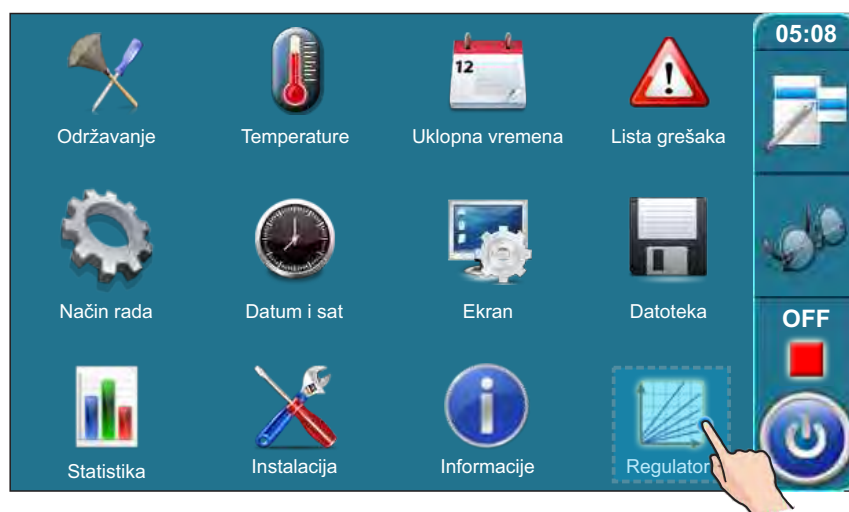 05:08
12
Održavanje
Temperature
Uklopna vremena
Lista grešaka
Način rada
Datum i sat
Ekran
Datoteka
OFF
Statistika
Instalacija
Informacije
Regulator